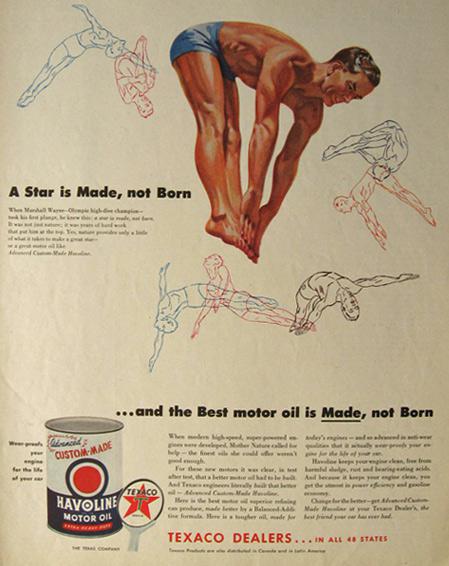 A Star is Made, not Born
When Marshall Wayne—Olympic high-dive champion—
took his first plunge, he knew this: a star is made, not born.
It was not just nature; it was years of hard work
that put him at the top. Yes, nature provides only a little
of what it takes to make a great star—
or a great motor oil like
Advanced Custom-Made Havoline.
...and the Best motor oil is Made, not Born
Wear-proofs
your
engine
for the life
of your car
Advanced
CUSTOM-MADE
HAVOLINE
MOTOR OIL
TEXACO
T
THE TEXAS COMPANY
When modern high-speed, super-powered en-
gines were developed, Mother Nature called for
help — the finest oils she could offer weren't
good enough.
For these new motors it was clear, in test
after test, that a better motor oil had to be built.
And Texaco engineers literally built that better
oil — Advanced Custom-Made Havoline.
Here is the best motor oil superior refining
can produce, made better by a Balanced-Addi-
tive formula. Here is a tougher oil, made for
today's engines — and so advanced in anti-wear
qualities that it actually wear-proofs your en-
gine for the life of your car.
Havoline keeps your engine clean, free from
harmful sludge, rust and bearing-eating acids.
And because it keeps your engine clean, you
get the utmost in power efficiency and gasoline
economy.
Change for the better—get Advanced Custom-
Made Havoline at your Texaco Dealer's, the
best friend your car has ever had.
TEXACO DEALERS...IN ALL 48 STATES
Texaco Products are also distributed in Canada and in Latin America